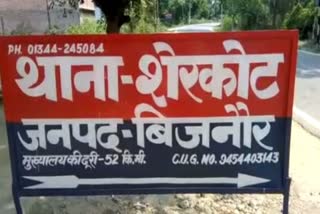 PH. 01344-245084
थाना-शेरकोट
जनपद-बिजनौर
मुख्यालय की दूरी-52 कि.मी. C.U.G. NO. 9454403143